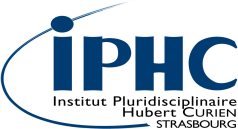 iPHC
Institut Pluridisciplinaire
Hubert CURIEN
STRASBOURG